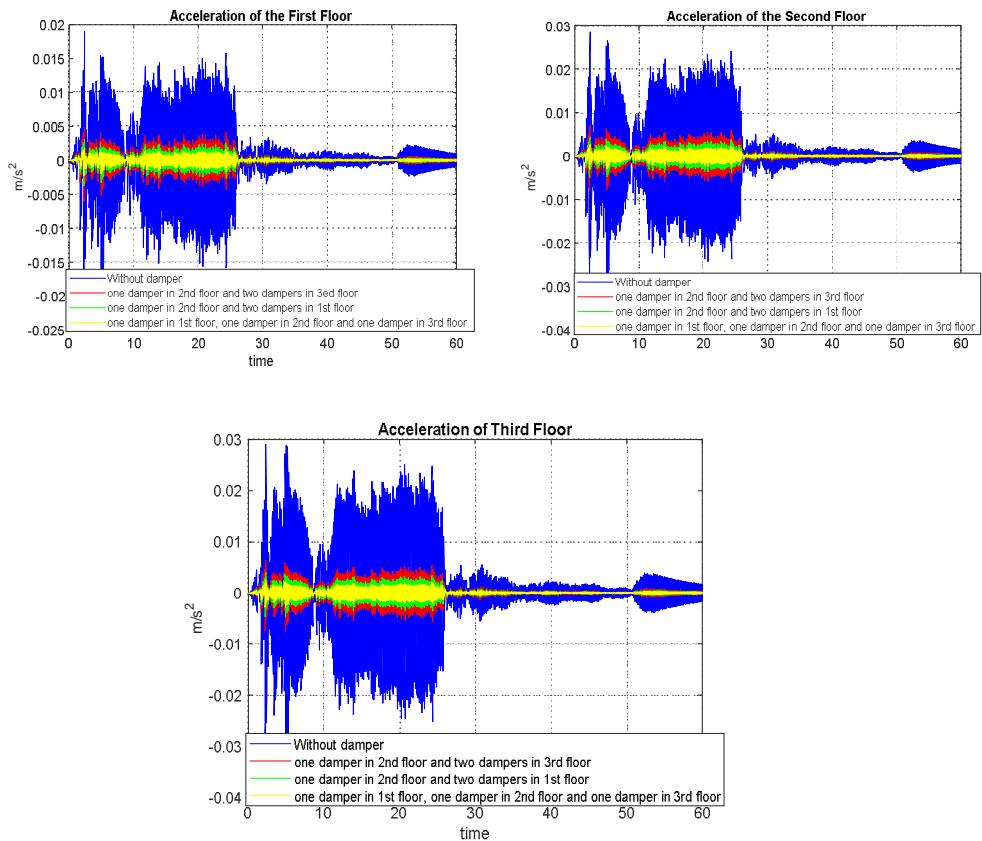 Acceleration of the First Floor
0.02
0.015
0.01
0.005
0
-0.005
-0.01
-0.015
-0.02
-0.025
m/s2
Without damper
one damper in 2nd floor and two dampers in 3ed floor
one damper in 2nd floor and two dampers in 1st floor
one damper in 1st floor, one damper in 2nd floor and one damper in 3rd floor
0 10 20 30 40 50 60
time
Acceleration of the Second Floor
0.03
0.02
0.01
0
-0.01
-0.02
-0.03
-0.04
m/s2
Without damper
one damper in 2nd floor and two dampers in 3rd floor
one damper in 2nd floor and two dampers in 1st floor
one damper in 1st floor, one damper in 2nd floor and one damper in 3rd floor
0 10 20 30 40 50 60
Acceleration of Third Floor
0.03
0.02
0.01
0
-0.01
-0.02
-0.03
-0.04
m/s2
Without damper
one damper in 2nd floor and two dampers in 3rd floor
one damper in 2nd floor and two dampers in 1st floor
one damper in 1st floor, one damper in 2nd floor and one damper in 3rd floor
0 10 20 30 40 50 60
time